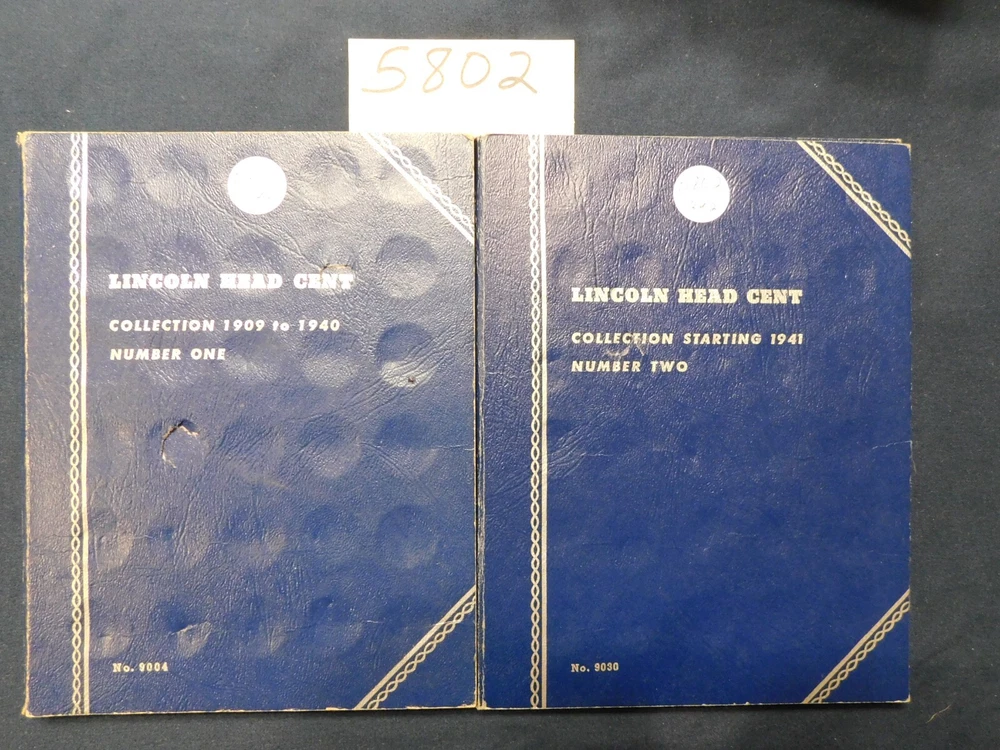 5802
LINCOLN HEAD CENT
COLLECTION 1909 to 1940
NUMBER ONE
No. 9004
LINCOLN HEAD CENT
COLLECTION STARTING 1941
NUMBER TWO
No. 9030